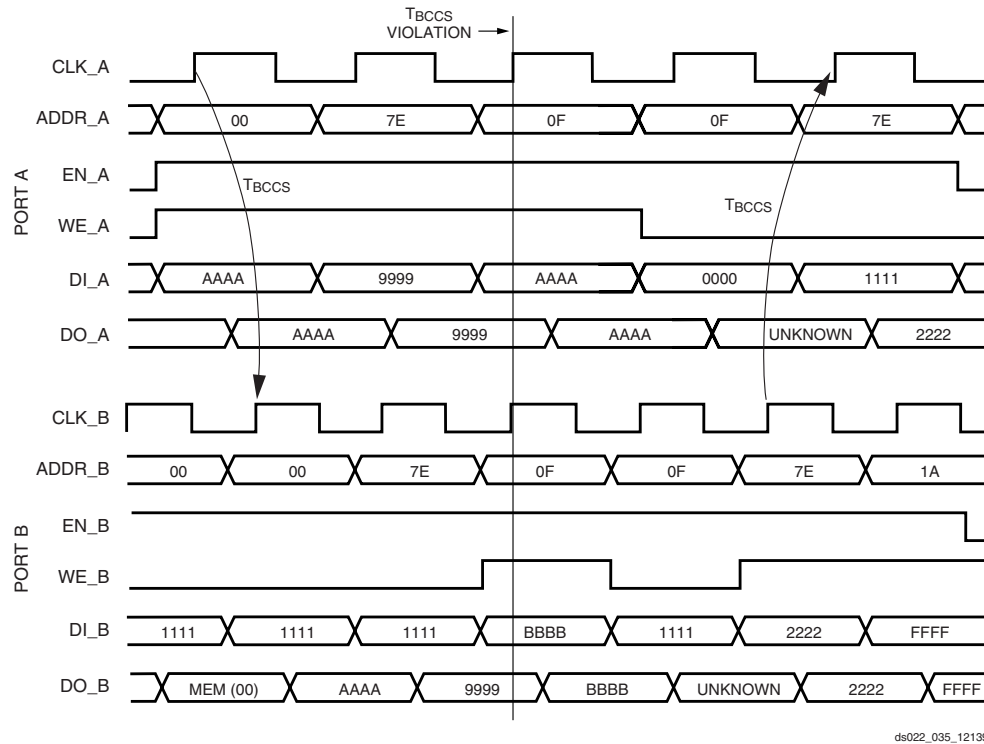 TBCCS
VIOLATION
CLK_A
ADDR_A 00 7E 0F 0F 7E
EN_A
TBCCS
TBCCS
WE_A
PORT A
DI_A AAAA 9999 AAAA 0000 1111
DO_A AAAA 9999 AAAA UNKNOWN 2222
CLK_B
ADDR_B 00 00 7E 0F 0F 7E 1A
EN_B
PORT B
WE_B
DI_B 1111 1111 1111 BBBB 1111 2222 FFFF
DO_B MEM (00) AAAA 9999 BBBB UNKNOWN 2222 FFFF
ds022_035_12139